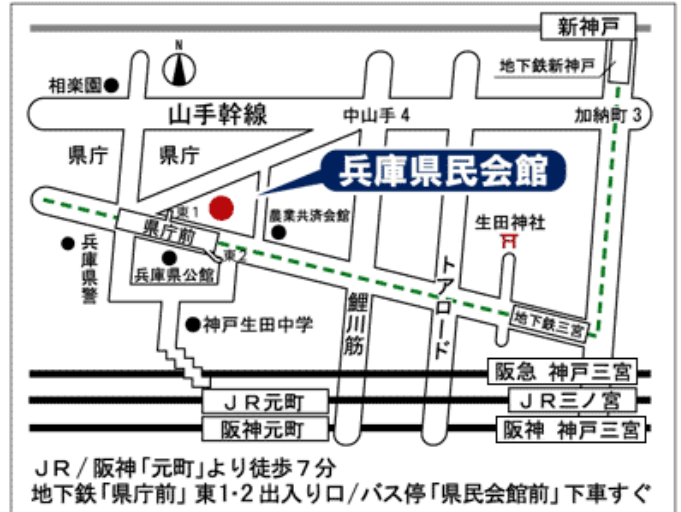 新神戸
地下鉄新神戸
N
相楽園
山手幹線
中山手4
加納町3
県庁
県庁
兵庫県民会館
東1
農業共済会館
生田神社
県庁前
東2
兵庫県警
兵庫県公館
トアロード
鯉川筋
地下鉄三宮
神戸生田中学
阪急 神戸三宮
JR元町
JR三ノ宮
阪神元町
阪神 神戸三宮
JR/阪神「元町」より徒歩7分
地下鉄「県庁前」東1・2出入り口/バス停「県民会館前」下車すぐ